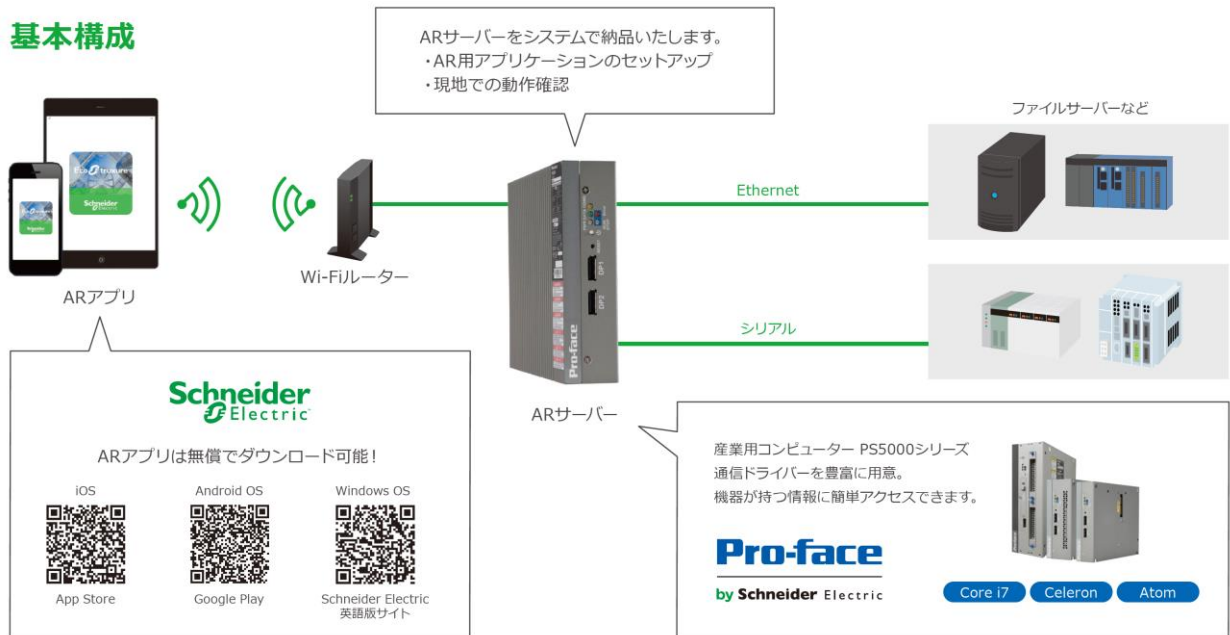 基本構成
ARサーバーをシステムで納品いたします。
・AR用アプリケーションのセットアップ
・現地での動作確認
ファイルサーバーなど
Ethernet
シリアル
Wi-Fiルーター
ARアプリ
DP1
DP2
Pro-face
ARサーバー
Schneider
Electric
ARアプリは無償でダウンロード可能！
iOS
Android OS
Windows OS
App Store
Google Play
Schneider Electric
英語版サイト
産業用コンピューター PS5000シリーズ
通信ドライバーを豊富に用意。
機器が持つ情報に簡単アクセスできます。
Pro-face
by Schneider Electric
Core i7
Celeron
Atom